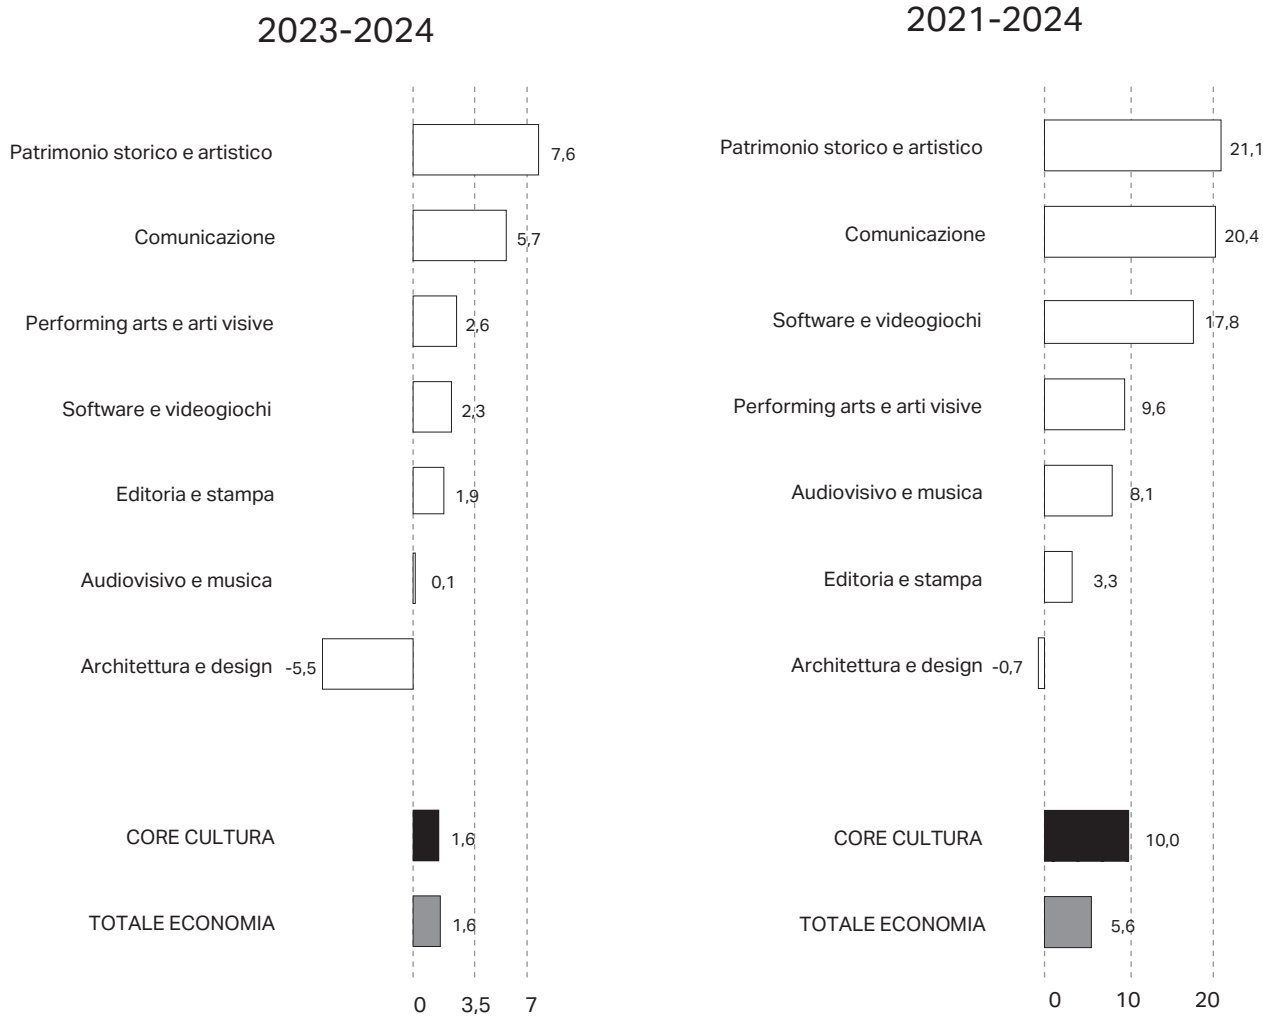 2023-2024
Patrimonio storico e artistico 7,6
Comunicazione 5,7
Performing arts e arti visive 2,6
Software e videogiochi 2,3
Editoria e stampa 1,9
Audiovisivo e musica 0,1
Architettura e design -5,5
CORE CULTURA 1,6
TOTALE ECONOMIA 1,6
0 3,5 7
2021-2024
Patrimonio storico e artistico 21,1
Comunicazione 20,4
Software e videogiochi 17,8
Performing arts e arti visive 9,6
Audiovisivo e musica 8,1
Editoria e stampa 3,3
Architettura e design -0,7
CORE CULTURA 10,0
TOTALE ECONOMIA 5,6
0 10 20